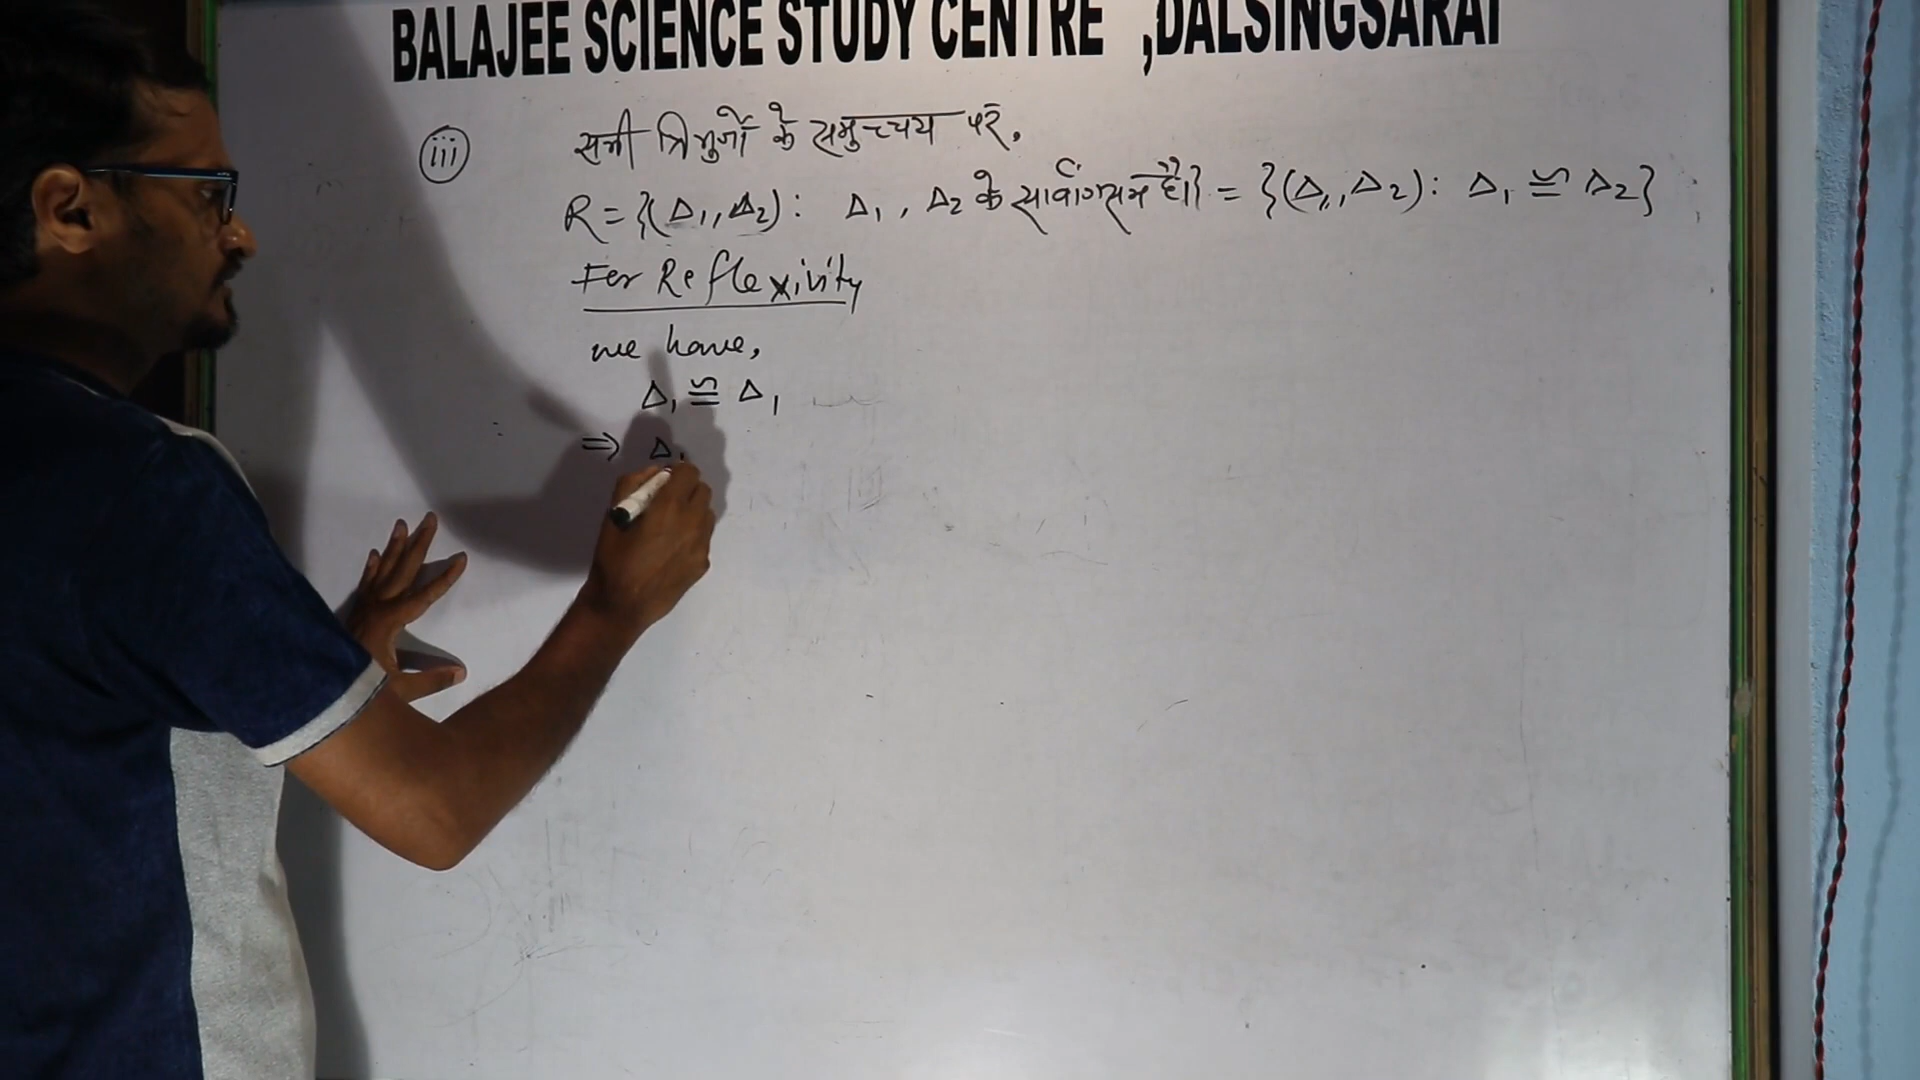 BALAJEE SCIENCE STUDY CENTRE ,DALSINGSARAI
(iii) सभी त्रिभुजों के समुच्चय पर,
R = {(Δ₁, Δ₂) : Δ₁, Δ₂ के सर्वांगसम है।} = {(Δ₁, Δ₂) : Δ₁ ≅ Δ₂}
For Reflexivity
we have,
Δ₁ ≅ Δ₁
⇒ Δ₁